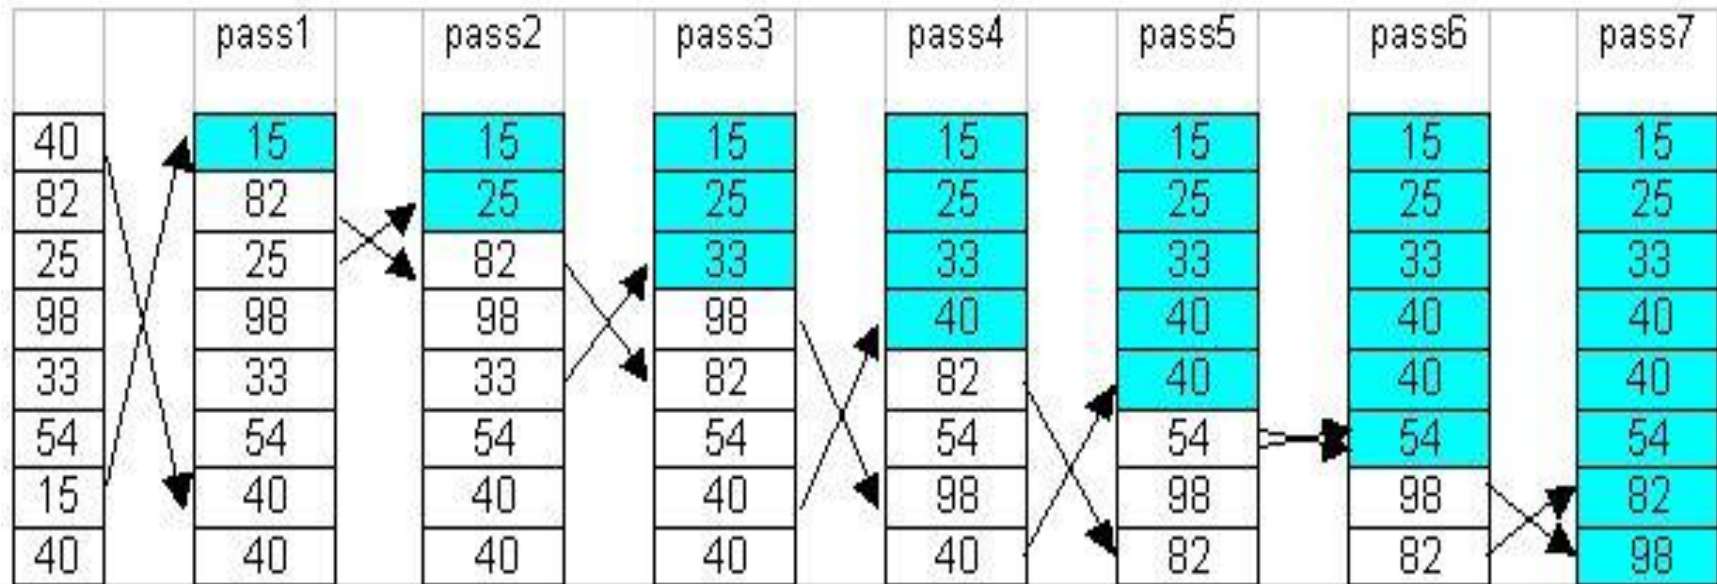 pass1 pass2 pass3 pass4 pass5 pass6 pass7
40 15 15 15 15 15 15 15
82 82 25 25 25 25 25 25
25 25 82 33 33 33 33 33
98 98 98 98 40 40 40 40
33 33 33 82 82 40 40 40
54 54 54 54 54 54 54 54
15 40 40 40 98 98 98 82
40 40 40 40 40 82 82 98